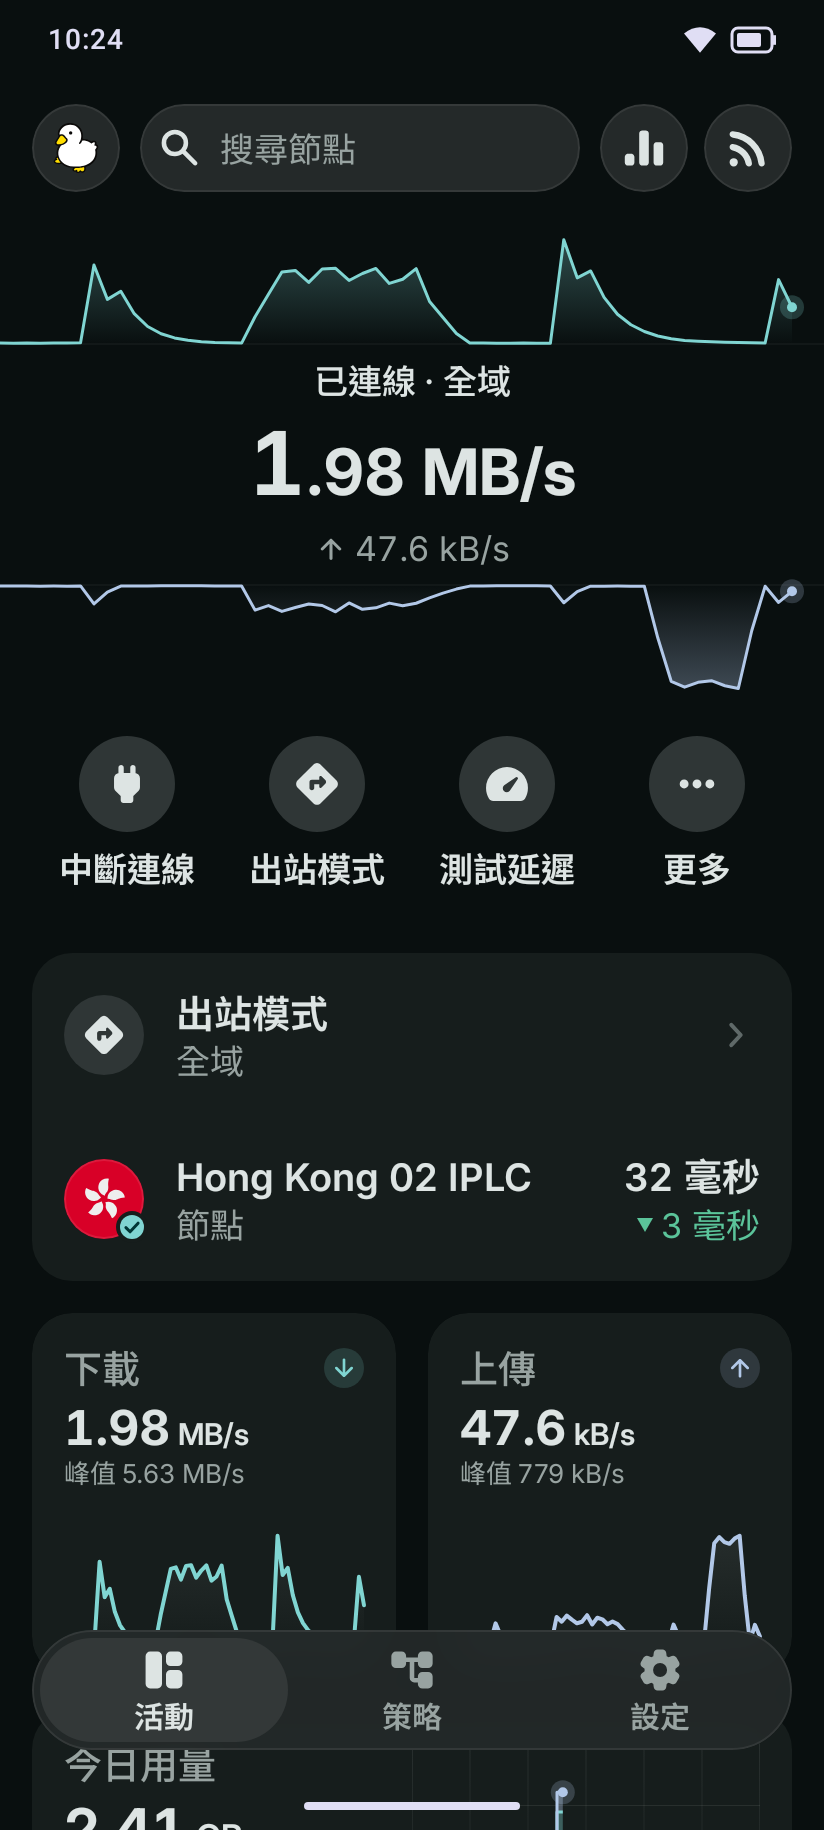 10:24
搜尋節點
已連線 · 全域
1.98 MB/s
↑ 47.6 kB/s
中斷連線 出站模式 測試延遲 更多
出站模式
全域
Hong Kong 02 IPLC 32 毫秒
節點 ▼3 毫秒
下載 上傳
1.98 MB/s 47.6 kB/s
峰值 5.63 MB/s 峰值 779 kB/s
活動 策略 設定
今日用量
2.41 GB